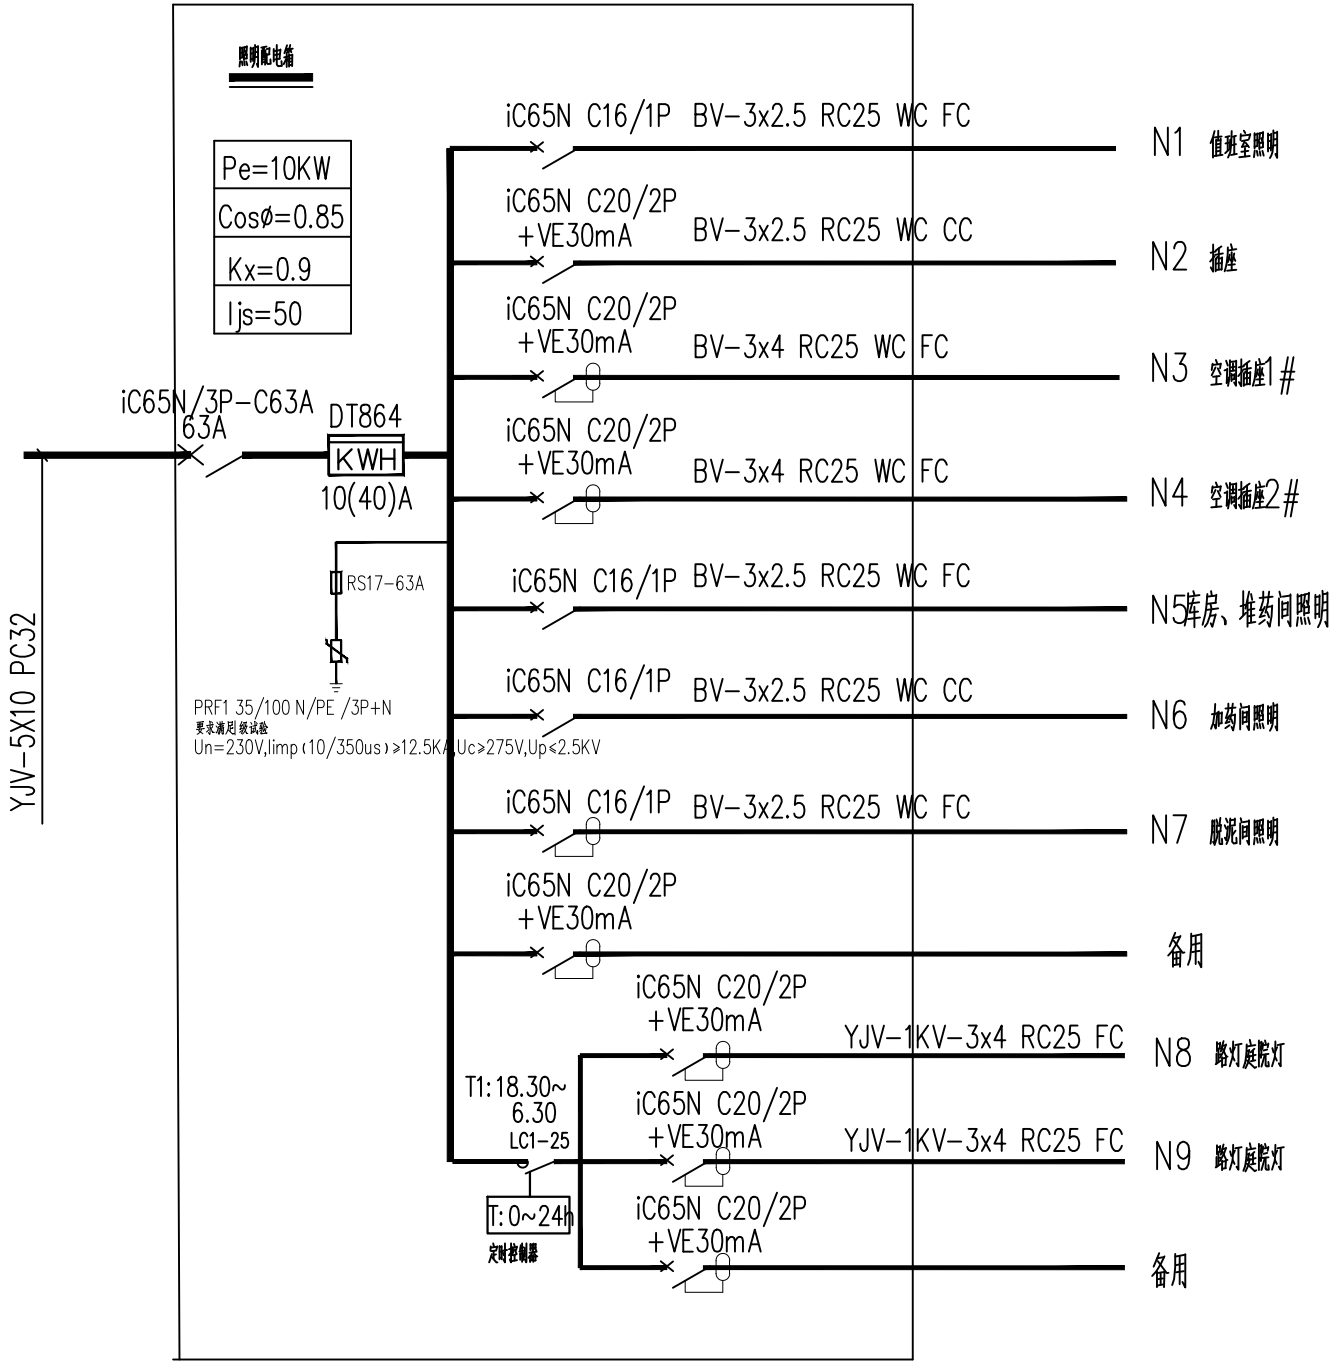 照明配电箱
Pe=10KW
CosØ=0.85
Kx=0.9
Ijs=50
iC65N/3P-C63A
63A
DT864
KWH
10(40)A
YJV-5X10 PC32
RS17-63A
PRF1 35/100 N/PE /3P+N
要求满足I级试验
Un=230V,Iimp(10/350us)≥12.5KA,Uc≥275V,Up≤2.5KV
iC65N C16/1P BV-3x2.5 RC25 WC FC
N1 值班室照明
iC65N C20/2P
+VE30mA BV-3x2.5 RC25 WC CC
N2 插座
iC65N C20/2P
+VE30mA BV-3x4 RC25 WC FC
N3 空调插座1#
iC65N C20/2P
+VE30mA BV-3x4 RC25 WC FC
N4 空调插座2#
iC65N C16/1P BV-3x2.5 RC25 WC FC
N5库房、堆药间照明
iC65N C16/1P BV-3x2.5 RC25 WC CC
N6 加药间照明
iC65N C16/1P BV-3x2.5 RC25 WC FC
N7 脱泥间照明
iC65N C20/2P
+VE30mA
备用
iC65N C20/2P
+VE30mA YJV-1KV-3x4 RC25 FC
N8 路灯庭院灯
T1:18.30~
6.30
LC1-25
iC65N C20/2P
+VE30mA YJV-1KV-3x4 RC25 FC
N9 路灯庭院灯
T:0~24h
定时控制器
iC65N C20/2P
+VE30mA
备用